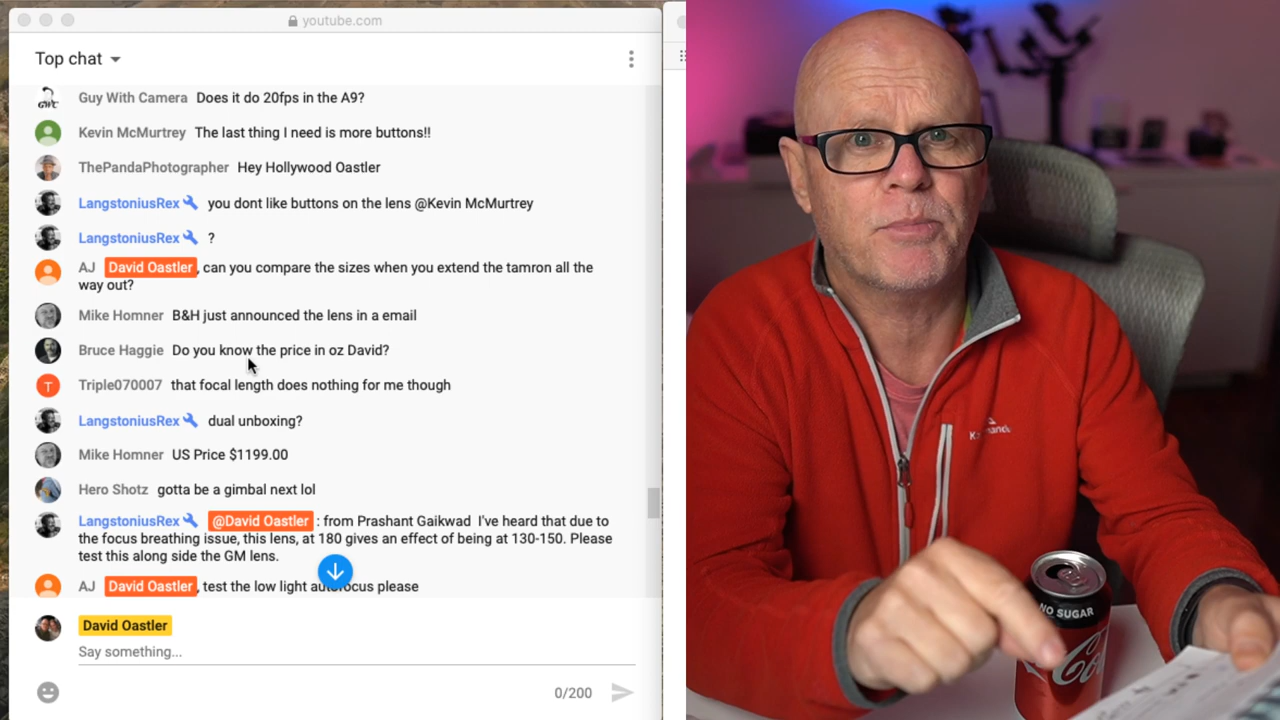 youtube.com
Top chat
GWC
Guy With Camera Does it do 20fps in the A9?
Kevin McMurtrey The last thing I need is more buttons!!
ThePandaPhotographer Hey Hollywood Oastler
LangstoniusRex you dont like buttons on the lens @Kevin McMurtrey
LangstoniusRex ?
AJ David Oastler, can you compare the sizes when you extend the tamron all the
way out?
Mike Homner B&H just announced the lens in a email
Bruce Haggie Do you know the price in oz David?
T Triple070007 that focal length does nothing for me though
LangstoniusRex dual unboxing?
Mike Homner US Price $1199.00
Hero Shotz gotta be a gimbal next lol
LangstoniusRex @David Oastler : from Prashant Gaikwad I've heard that due to
the focus breathing issue, this lens, at 180 gives an effect of being at 130-150. Please
test this along side the GM lens.
AJ David Oastler, test the low light autofocus please
David Oastler
Say something...
0/200
NO SUGAR